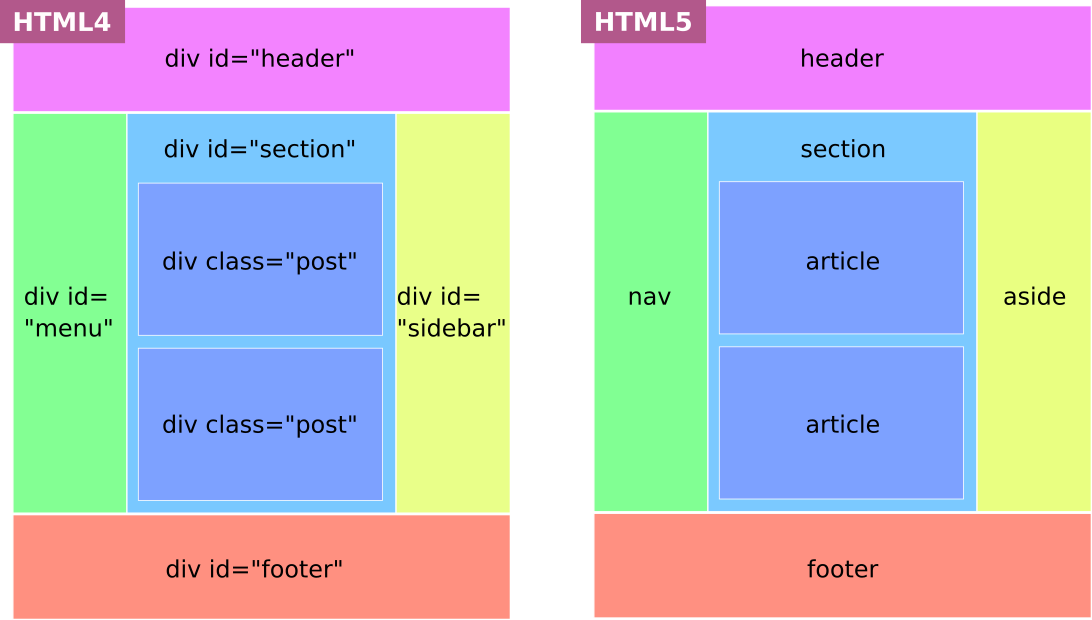 HTML4
div id="header"
div id="section"
div class="post"
div id=
"menu"
div id=
"sidebar"
div class="post"
div id="footer"
HTML5
header
section
article
nav
aside
article
footer